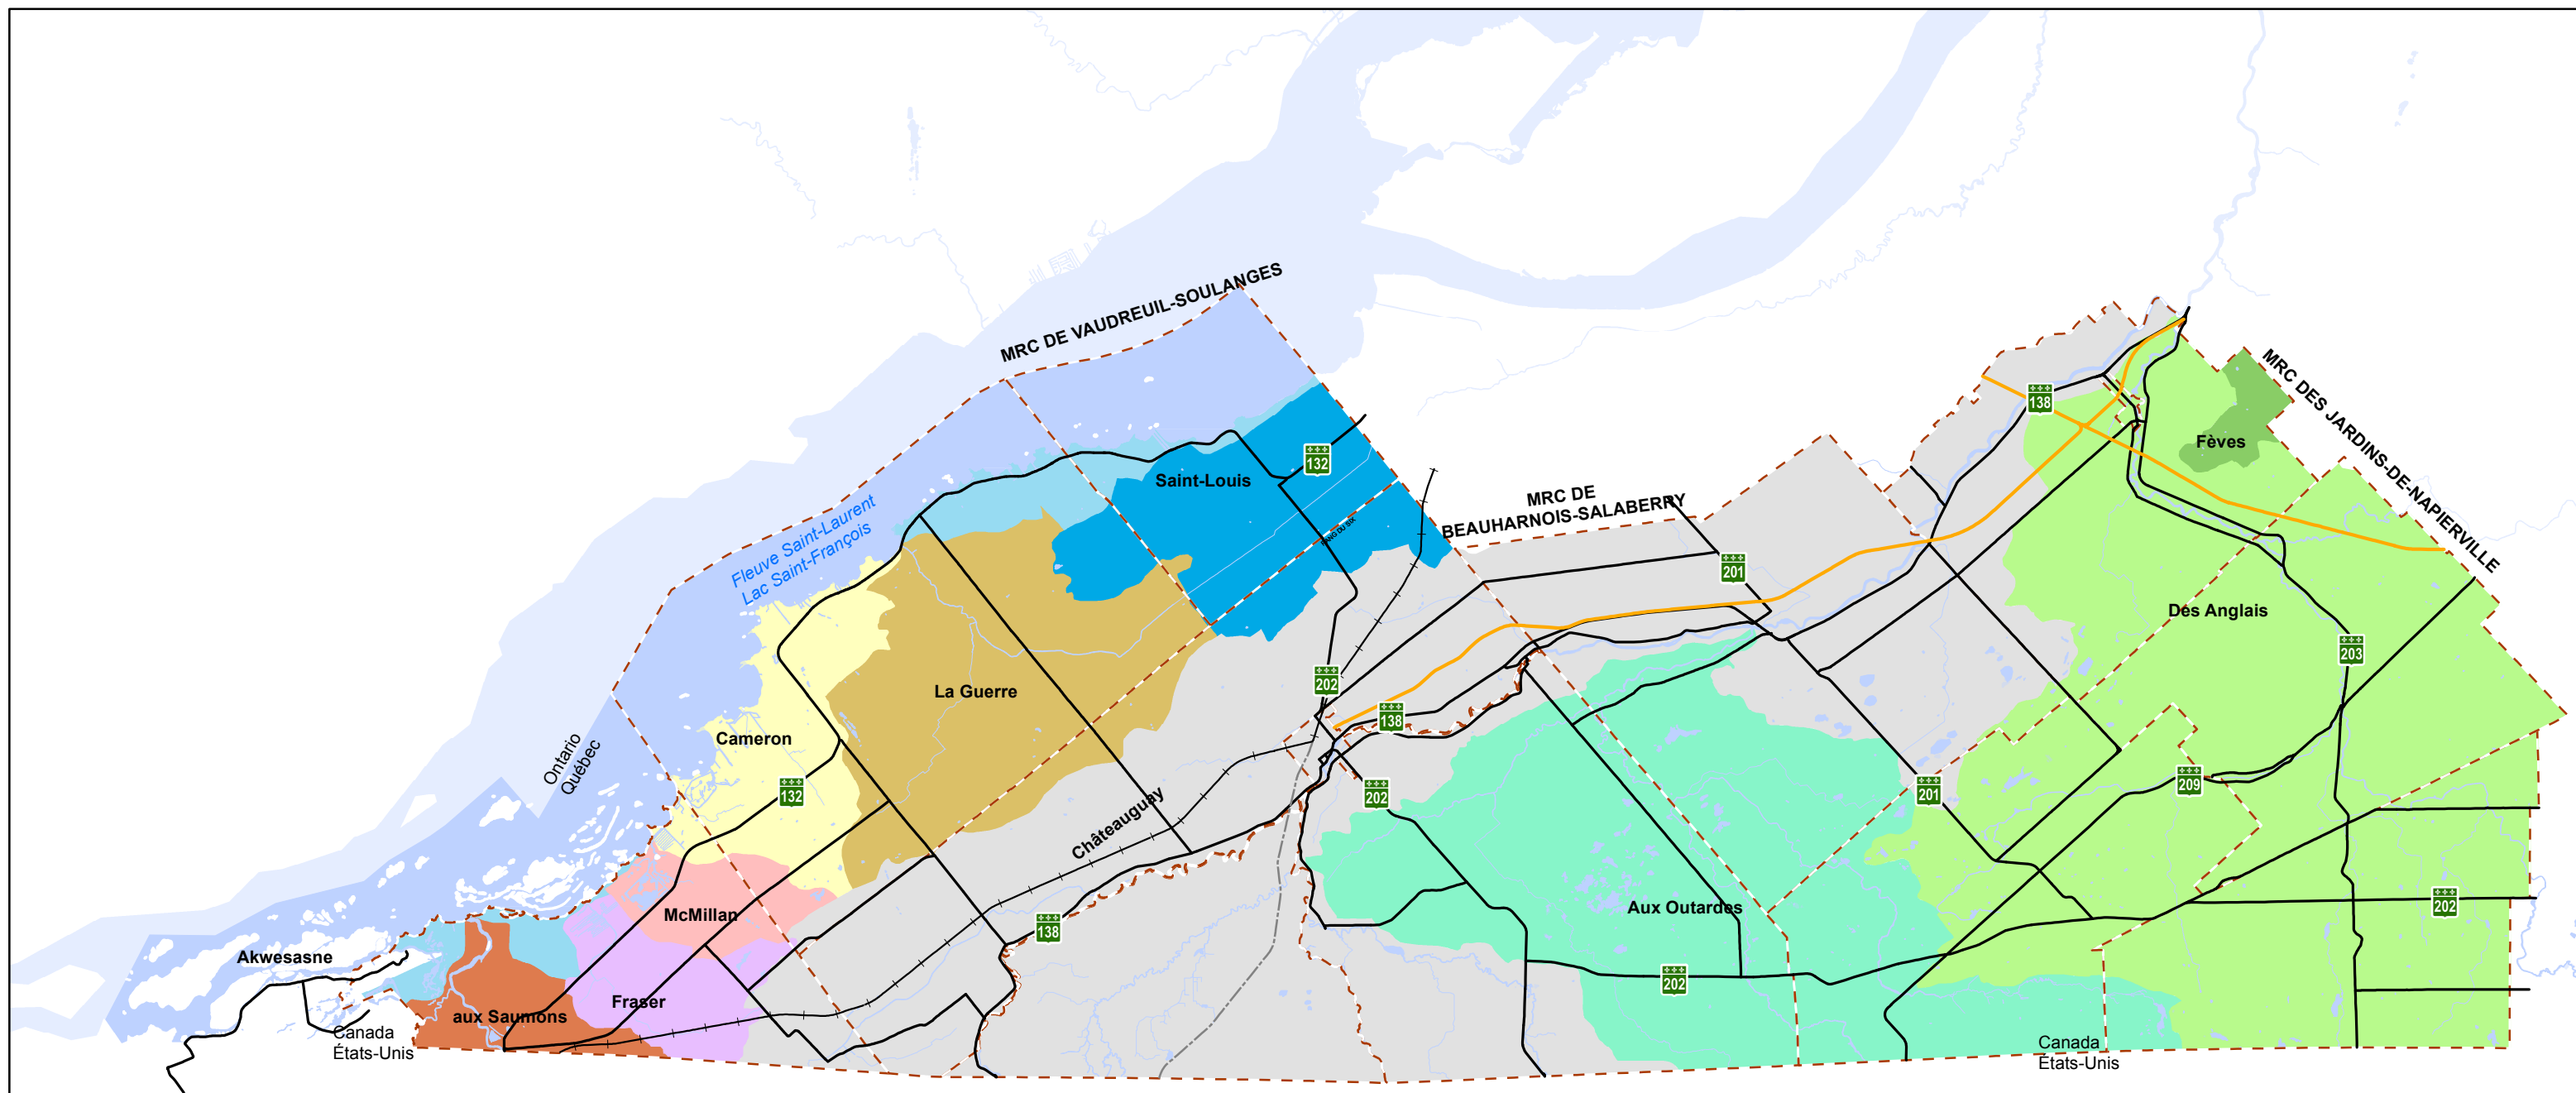 MRC DE VAUDREUIL-SOULANGES
MRC DES JARDINS-DE-NAPIERVILLE
138
Fèves
132
Saint-Louis
MRC DE
BEAUHARNOIS-SALABERRY
Fleuve Saint-Laurent
Lac Saint-François
201
Des Anglais
203
202
La Guerre
138
Cameron
Ontario
Québec
132
202
201
209
Châteauguay
McMillan
Aux Outardes
202
138
Akwesasne
202
Fraser
aux Saumons
Canada
États-Unis
Canada
États-Unis